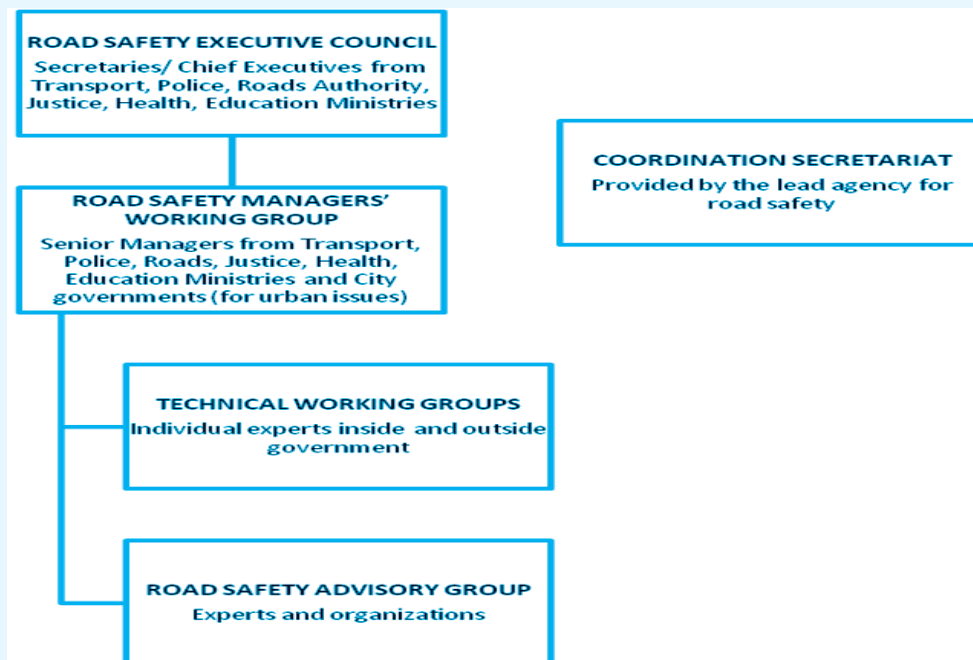 ROAD SAFETY EXECUTIVE COUNCIL
Secretaries/ Chief Executives from
Transport, Police, Roads Authority,
Justice, Health, Education Ministries
COORDINATION SECRETARIAT
Provided by the lead agency for
road safety
ROAD SAFETY MANAGERS’
WORKING GROUP
Senior Managers from Transport,
Police, Roads, Justice, Health,
Education Ministries and City
governments (for urban issues)
TECHNICAL WORKING GROUPS
Individual experts inside and outside
government
ROAD SAFETY ADVISORY GROUP
Experts and organizations